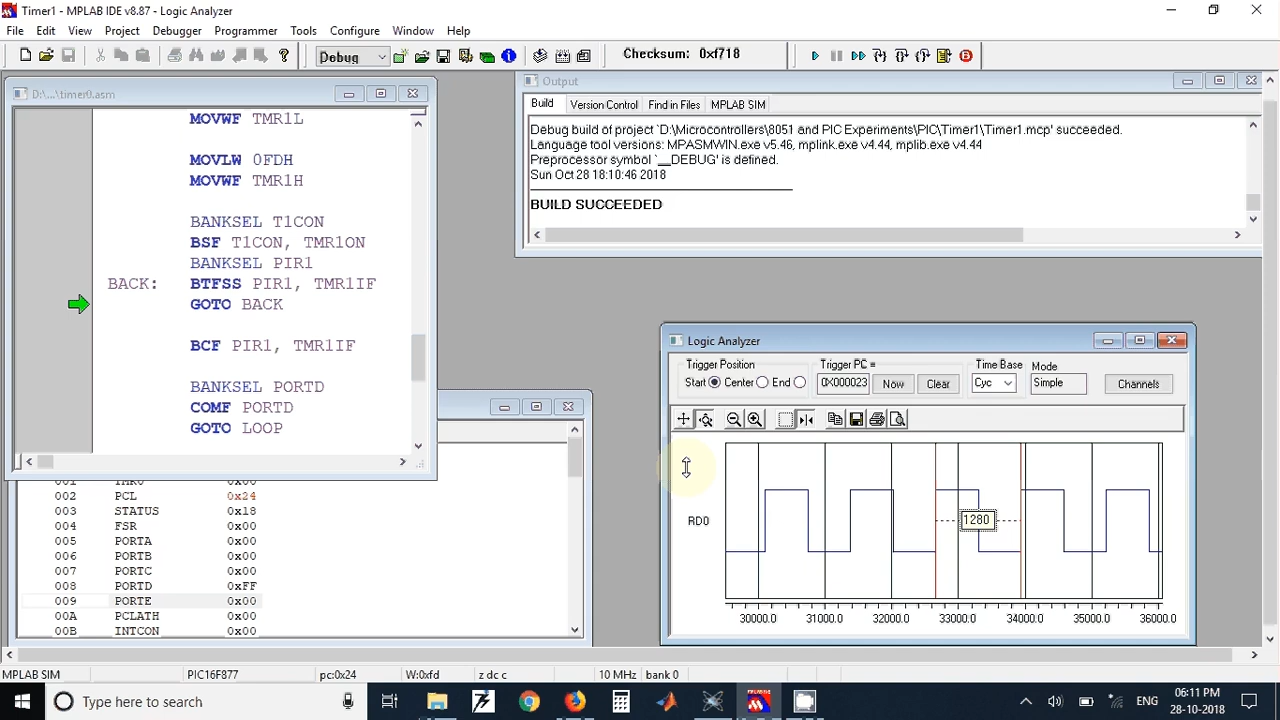 Timer1 - MPLAB IDE v8.87 - Logic Analyzer
File Edit View Project Debugger Programmer Tools Configure Window Help
Debug Checksum: 0xf718
D:\...\timer0.asm
MOVWF TMR1L
MOVLW 0FDH
MOVWF TMR1H
BANKSEL T1CON
BSF T1CON, TMR1ON
BANKSEL PIR1
BACK: BTFSS PIR1, TMR1IF
GOTO BACK
BCF PIR1, TMR1IF
BANKSEL PORTD
COMF PORTD
GOTO LOOP
Output
Build Version Control Find in Files MPLAB SIM
Debug build of project `D:\Microcontrollers\8051 and PIC Experiments\PIC\Timer1\Timer1.mcp' succeeded.
Language tool versions: MPASMWIN.exe v5.46, mplink.exe v4.44, mplib.exe v4.44
Preprocessor symbol `__DEBUG' is defined.
Sun Oct 28 18:10:46 2018
BUILD SUCCEEDED
001 TMR0 0x00
002 PCL 0x24
003 STATUS 0x18
004 FSR 0x00
005 PORTA 0x00
006 PORTB 0x00
007 PORTC 0x00
008 PORTD 0xFF
009 PORTE 0x00
00A PCLATH 0x00
00B INTCON 0x00
Logic Analyzer
Trigger Position Trigger PC = Time Base Mode
Start Center End 0X000023 Now Clear Cyc Simple Channels
RD0
1280
30000.0 31000.0 32000.0 33000.0 34000.0 35000.0 36000.0
MPLAB SIM PIC16F877 pc:0x24 W:0xfd z dc c 10 MHz bank 0
Type here to search
ENG
06:11 PM
28-10-2018